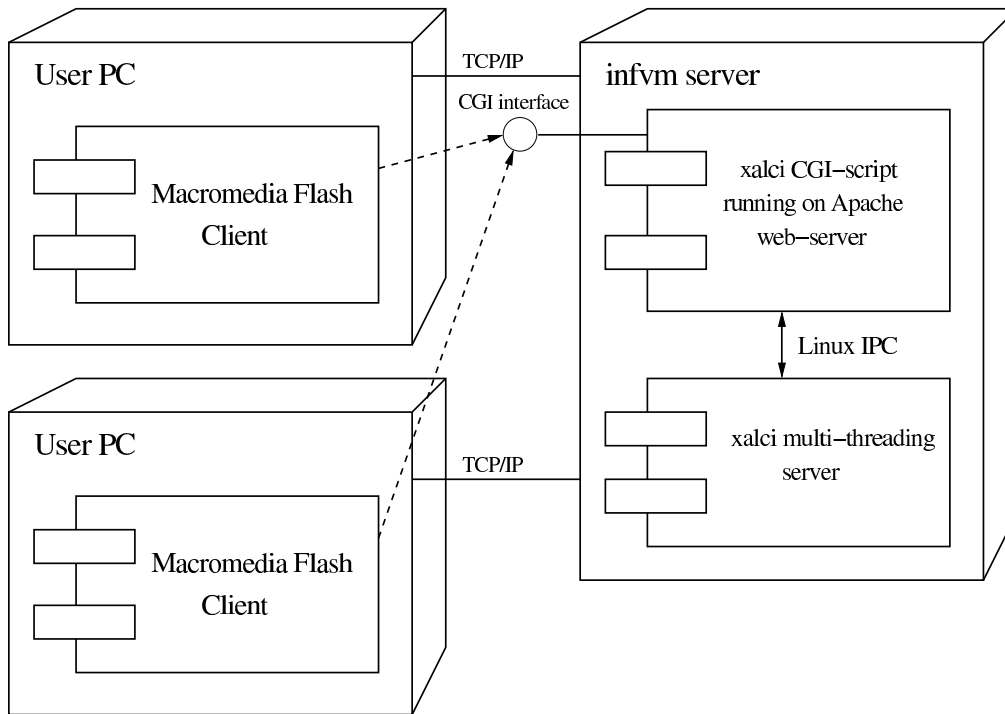 User PC
Macromedia Flash
Client
TCP/IP
CGI interface
infvm server
xalci CGI−script
running on Apache
web−server
Linux IPC
xalci multi−threading
server
User PC
Macromedia Flash
Client
TCP/IP